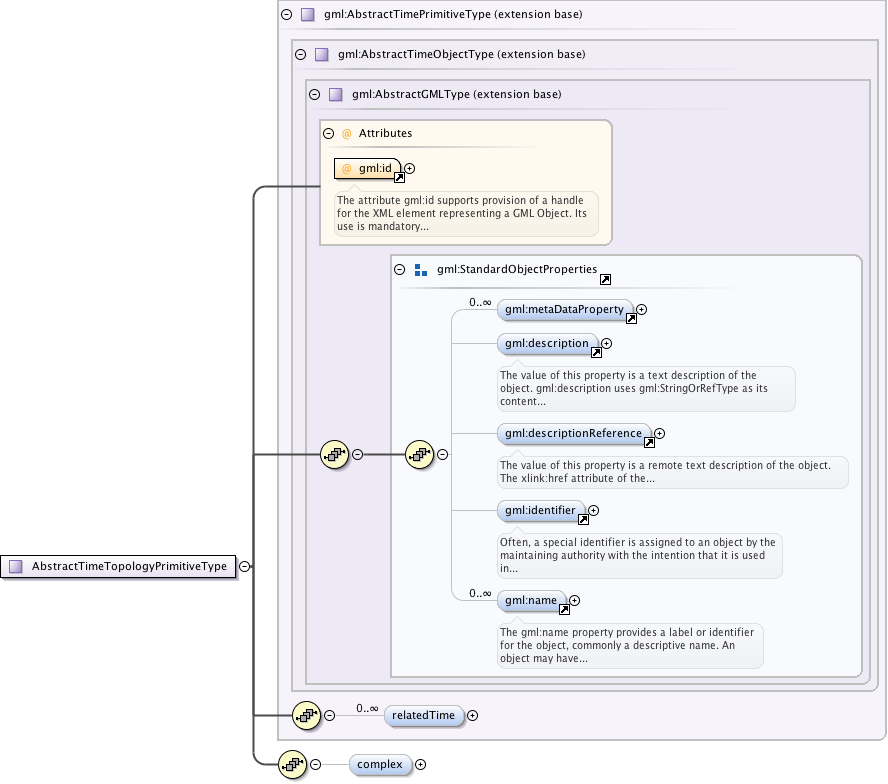 gml:AbstractTimePrimitiveType (extension base)
gml:AbstractTimeObjectType (extension base)
gml:AbstractGMLType (extension base)
@ Attributes
@ gml:id
The attribute gml:id supports provision of a handle
for the XML element representing a GML Object. Its
use is mandatory...
gml:StandardObjectProperties
0..∞
gml:metaDataProperty
gml:description
The value of this property is a text description of the
object. gml:description uses gml:StringOrRefType as its
content...
gml:descriptionReference
The value of this property is a remote text description of the object.
The xlink:href attribute of the...
gml:identifier
Often, a special identifier is assigned to an object by the
maintaining authority with the intention that it is used
in...
AbstractTimeTopologyPrimitiveType
0..∞
gml:name
The gml:name property provides a label or identifier
for the object, commonly a descriptive name. An
object may have...
0..∞
relatedTime
complex